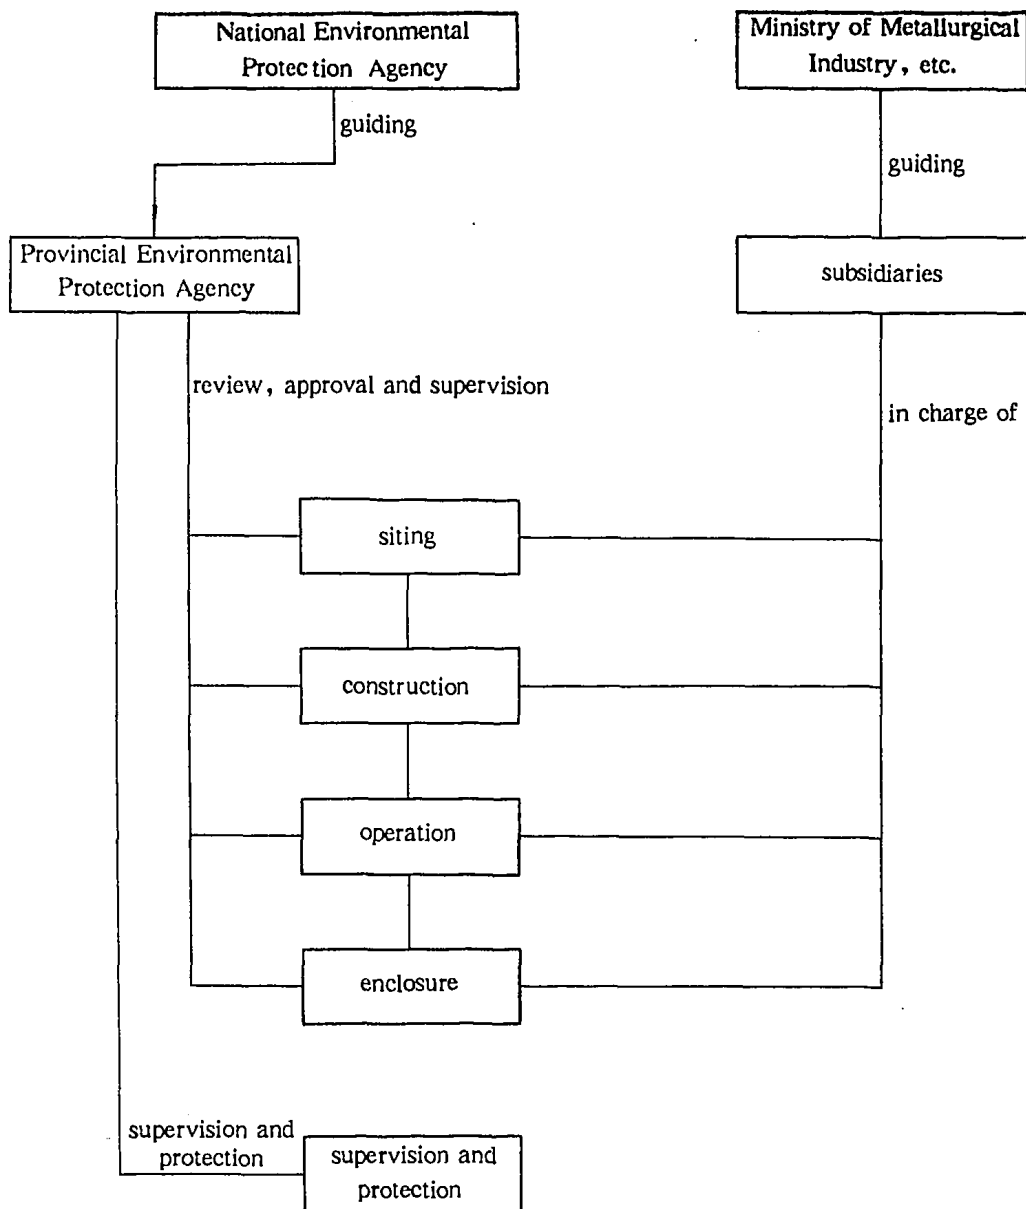 National Environmental
Protection Agency
Ministry of Metallurgical
Industry, etc.
guiding
guiding
Provincial Environmental
Protection Agency
subsidiaries
review, approval and supervision
in charge of
siting
construction
operation
enclosure
supervision and
protection
supervision and
protection